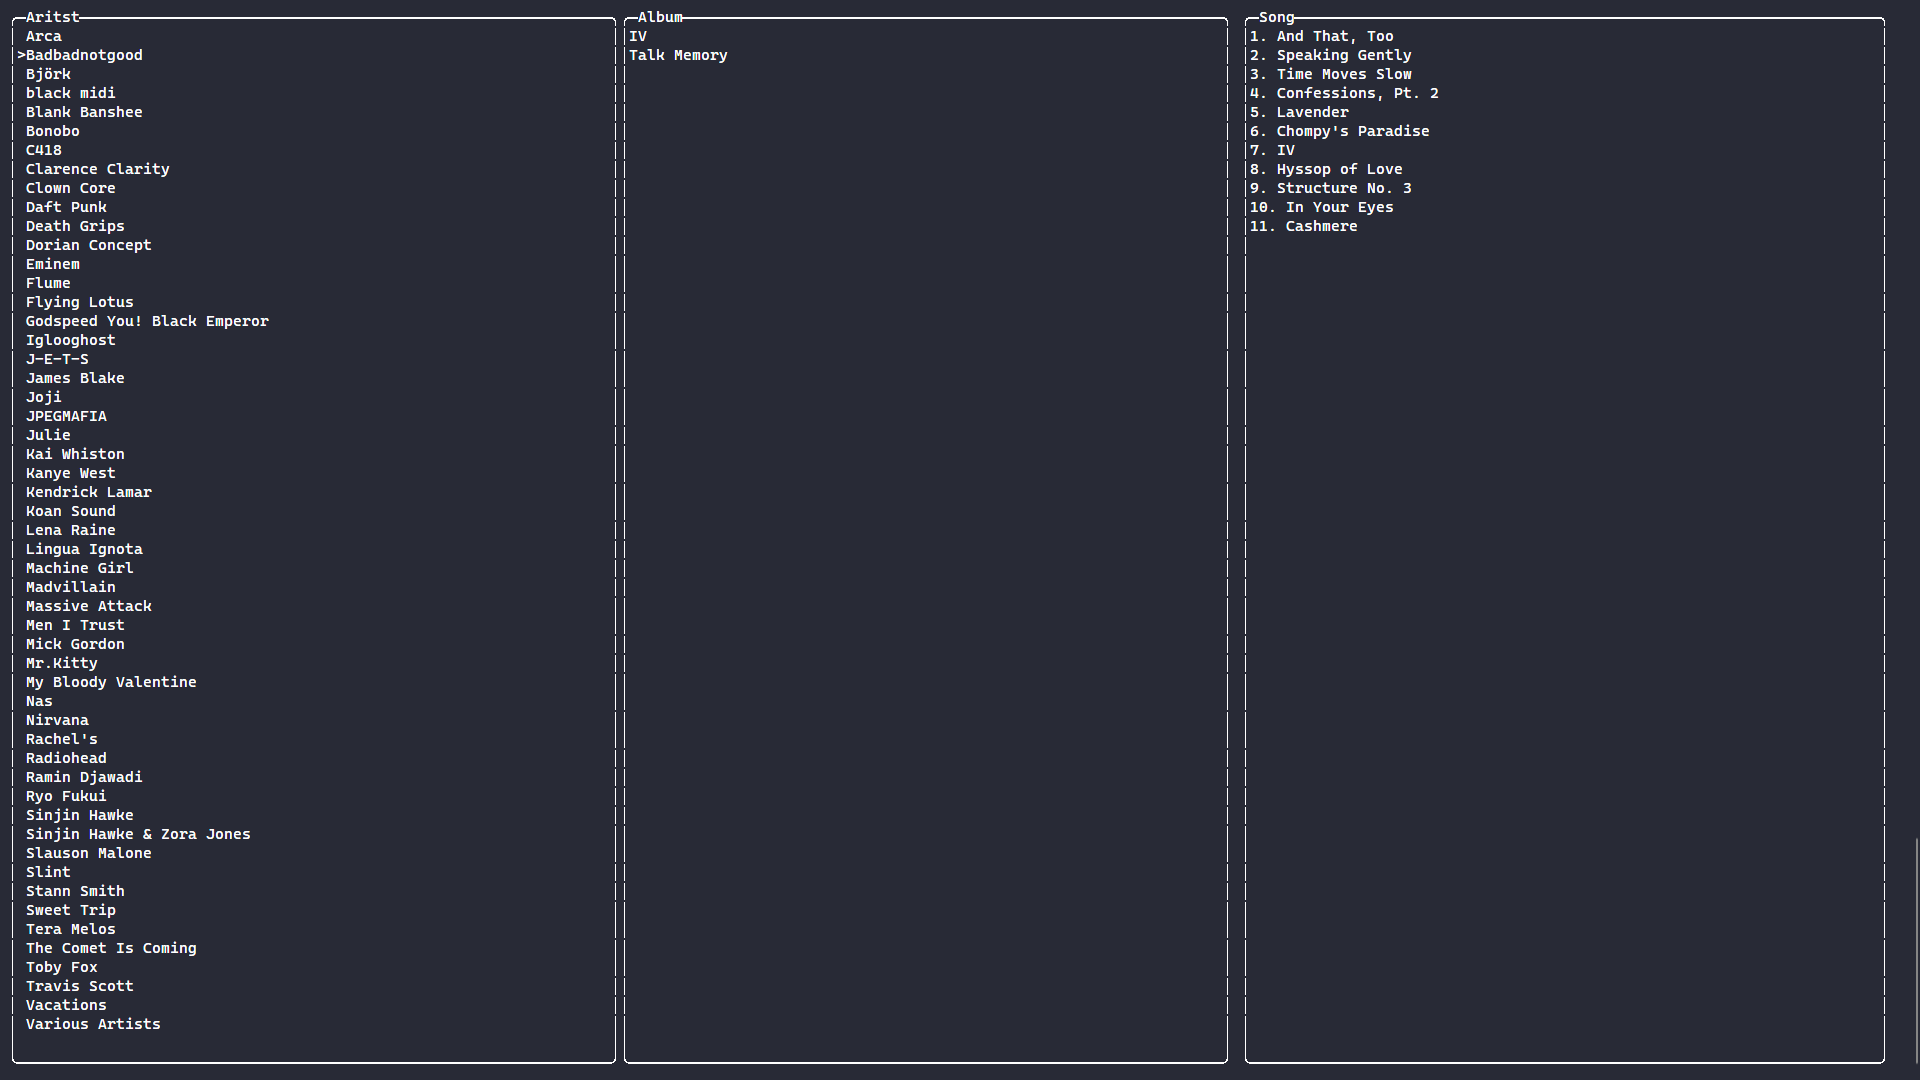 Aritst
Arca
>Badbadnotgood
Björk
black midi
Blank Banshee
Bonobo
C418
Clarence Clarity
Clown Core
Daft Punk
Death Grips
Dorian Concept
Eminem
Flume
Flying Lotus
Godspeed You! Black Emperor
Iglooghost
J-E-T-S
James Blake
Joji
JPEGMAFIA
Julie
Kai Whiston
Kanye West
Kendrick Lamar
Koan Sound
Lena Raine
Lingua Ignota
Machine Girl
Madvillain
Massive Attack
Men I Trust
Mick Gordon
Mr.Kitty
My Bloody Valentine
Nas
Nirvana
Rachel's
Radiohead
Ramin Djawadi
Ryo Fukui
Sinjin Hawke
Sinjin Hawke & Zora Jones
Slauson Malone
Slint
Stann Smith
Sweet Trip
Tera Melos
The Comet Is Coming
Toby Fox
Travis Scott
Vacations
Various Artists
Album
IV
Talk Memory
Song
1. And That, Too
2. Speaking Gently
3. Time Moves Slow
4. Confessions, Pt. 2
5. Lavender
6. Chompy's Paradise
7. IV
8. Hyssop of Love
9. Structure No. 3
10. In Your Eyes
11. Cashmere